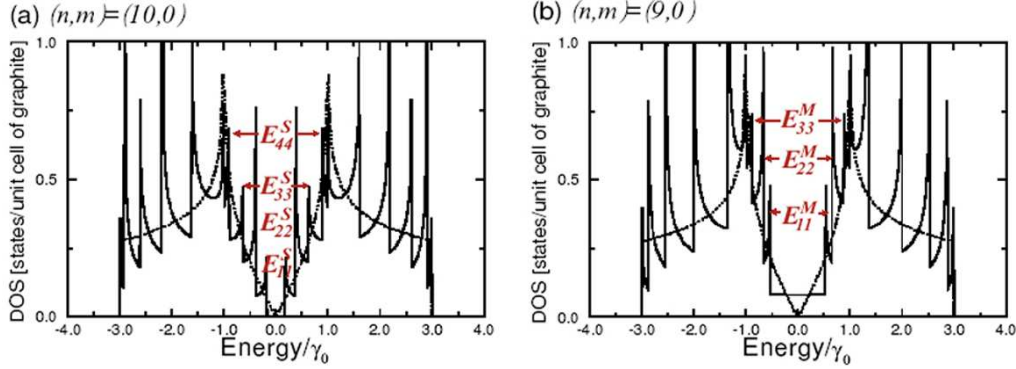 (a) (n,m)=(10,0)
DOS [states/unit cell of graphite]
1.0
0.5
0.0
E^S_44
E^S_33
E^S_22
E^S_11
-4.0 -3.0 -2.0 -1.0 0.0 1.0 2.0 3.0 4.0
Energy/γ₀
(b) (n,m)=(9,0)
DOS [states/unit cell of graphite]
1.0
0.5
0.0
E^M_33
E^M_22
E^M_11
-4.0 -3.0 -2.0 -1.0 0.0 1.0 2.0 3.0 4.0
Energy/γ₀